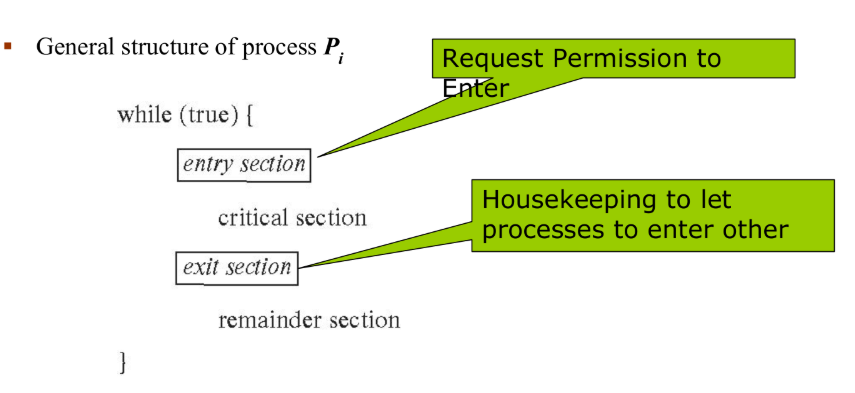 ▪ General structure of process Pi
Request Permission to
Enter
while (true) {
entry section
Housekeeping to let
processes to enter other
critical section
exit section
remainder section
}